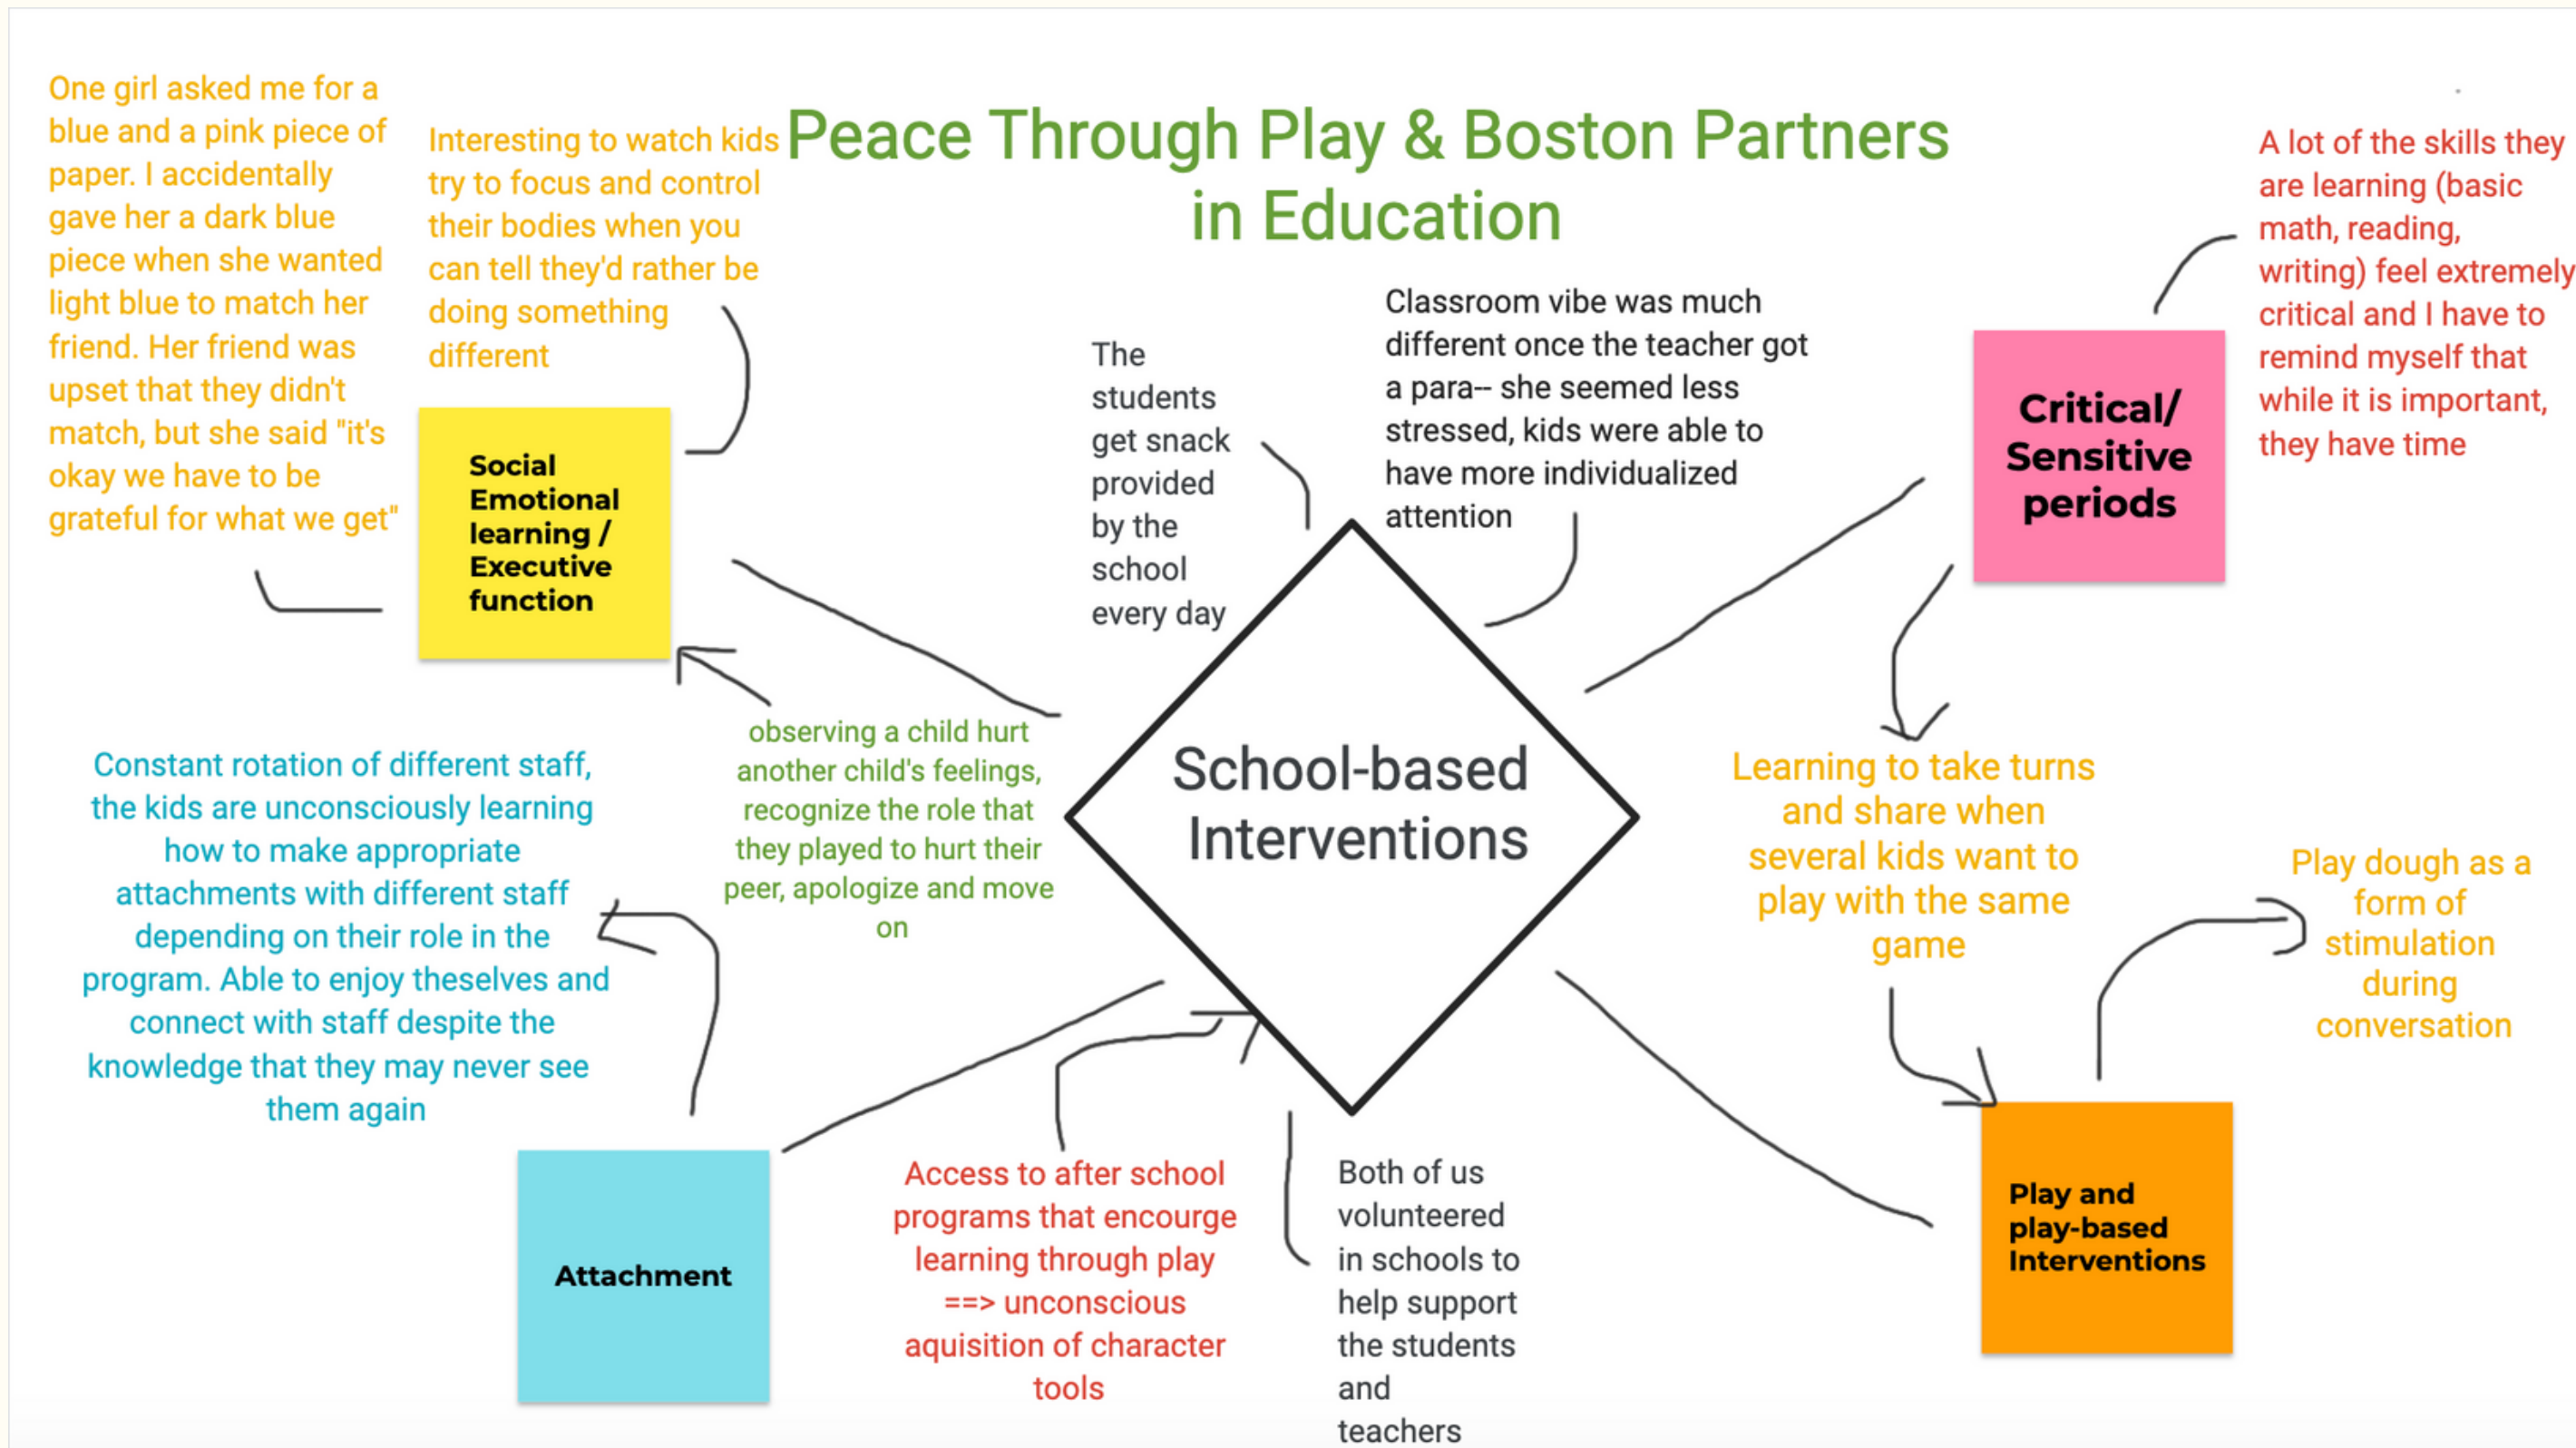 Peace Through Play & Boston Partners
in Education
One girl asked me for a
blue and a pink piece of
paper. I accidentally
gave her a dark blue
piece when she wanted
light blue to match her
friend. Her friend was
upset that they didn't
match, but she said "it's
okay we have to be
grateful for what we get"
Interesting to watch kids
try to focus and control
their bodies when you
can tell they'd rather be
doing something
different
Social
Emotional
learning /
Executive
function
The
students
get snack
provided
by the
school
every day
Classroom vibe was much
different once the teacher got
a para-- she seemed less
stressed, kids were able to
have more individualized
attention
Critical/
Sensitive
periods
A lot of the skills they
are learning (basic
math, reading,
writing) feel extremely
critical and I have to
remind myself that
while it is important,
they have time
observing a child hurt
another child's feelings,
recognize the role that
they played to hurt their
peer, apologize and move
on
School-based
Interventions
Learning to take turns
and share when
several kids want to
play with the same
game
Play dough as a
form of
stimulation
during
conversation
Constant rotation of different staff,
the kids are unconsciously learning
how to make appropriate
attachments with different staff
depending on their role in the
program. Able to enjoy theselves and
connect with staff despite the
knowledge that they may never see
them again
Attachment
Access to after school
programs that encourge
learning through play
==> unconscious
aquisition of character
tools
Both of us
volunteered
in schools to
help support
the students
and
teachers
Play and
play-based
Interventions